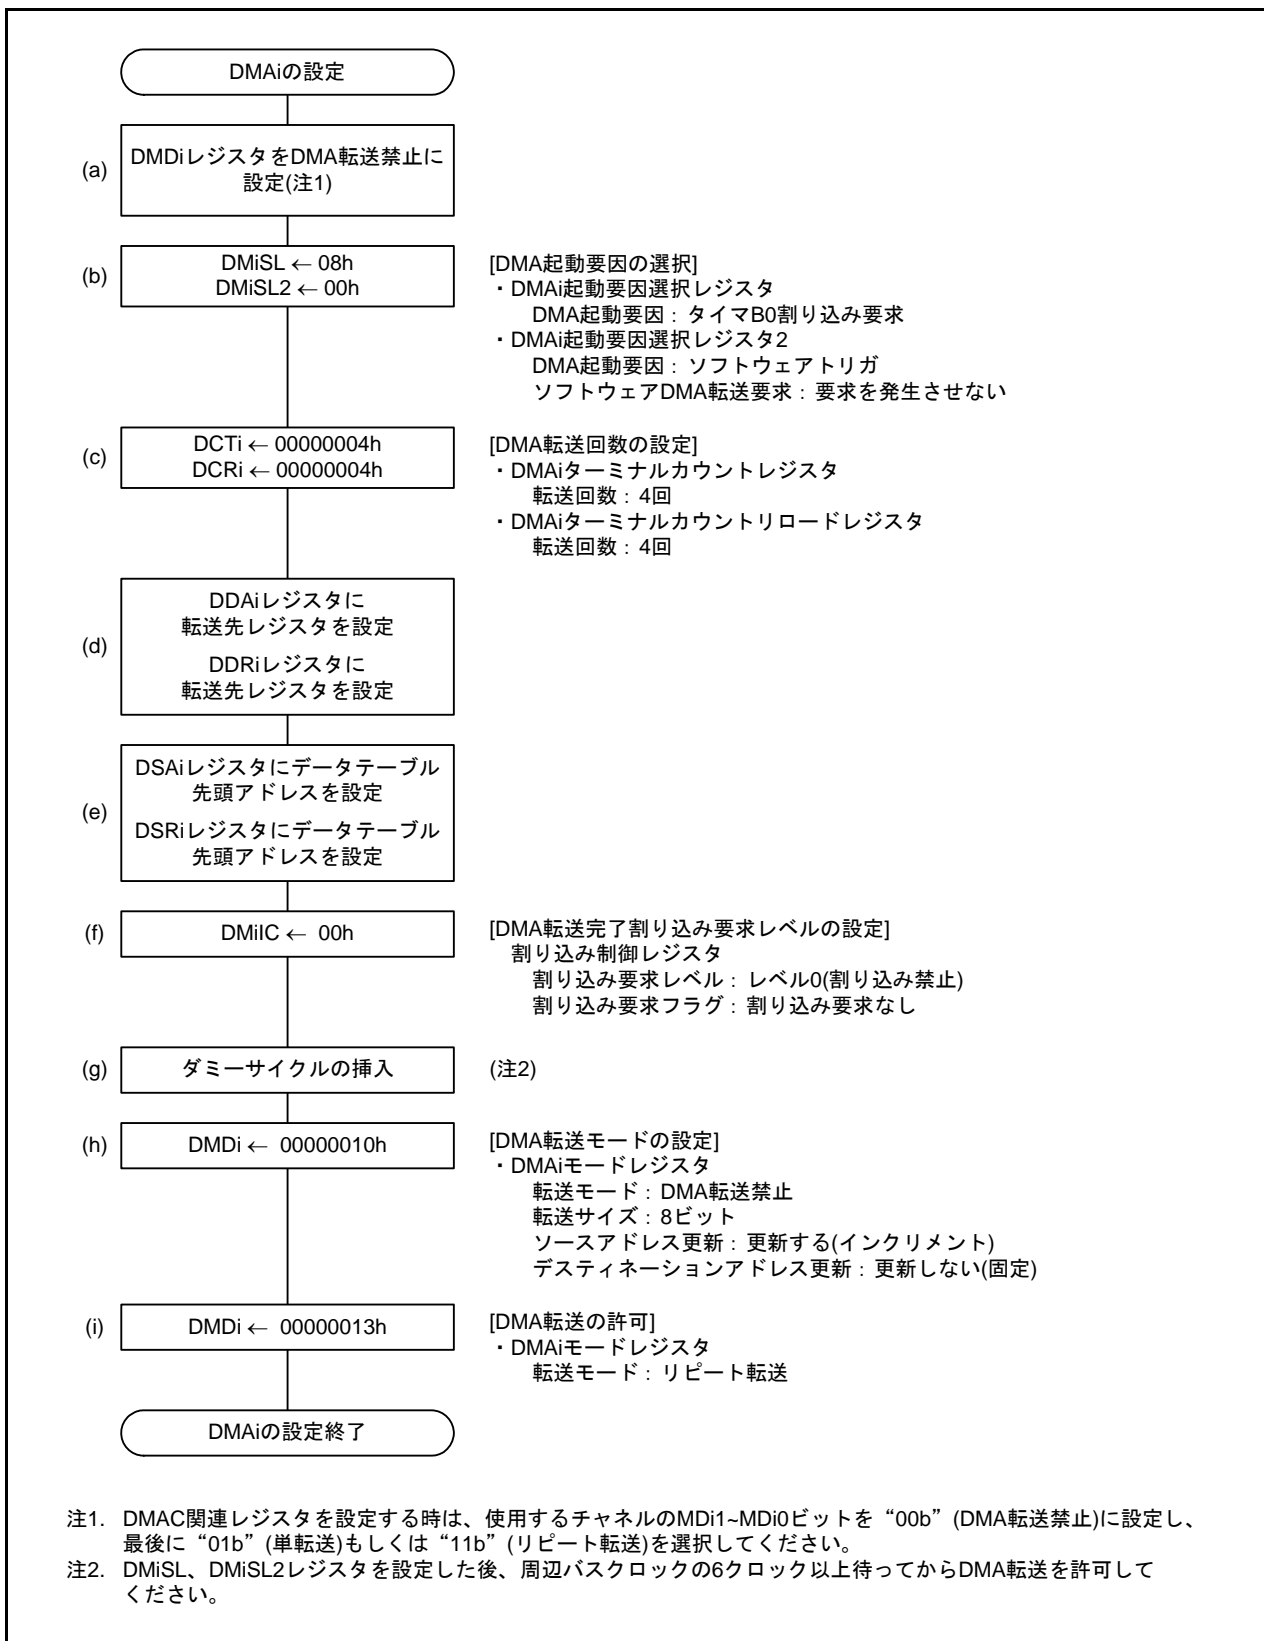 DMAiの設定
(a)
DMDiレジスタをDMA転送禁止に
設定(注1)
(b)
DMiSL ← 08h
DMiSL2 ← 00h
[DMA起動要因の選択]
・DMAi起動要因選択レジスタ
DMA起動要因：タイマB0割り込み要求
・DMAi起動要因選択レジスタ2
DMA起動要因：ソフトウェアトリガ
ソフトウェアDMA転送要求：要求を発生させない
(c)
DCTi ← 00000004h
DCRi ← 00000004h
[DMA転送回数の設定]
・DMAiターミナルカウントレジスタ
転送回数：4回
・DMAiターミナルカウントリロードレジスタ
転送回数：4回
(d)
DDAiレジスタに
転送先レジスタを設定
DDRiレジスタに
転送先レジスタを設定
(e)
DSAiレジスタにデータテーブル
先頭アドレスを設定
DSRiレジスタにデータテーブル
先頭アドレスを設定
(f)
DMiIC ← 00h
[DMA転送完了割り込み要求レベルの設定]
割り込み制御レジスタ
割り込み要求レベル：レベル0(割り込み禁止)
割り込み要求フラグ：割り込み要求なし
(g)
ダミーサイクルの挿入
(注2)
(h)
DMDi ← 00000010h
[DMA転送モードの設定]
・DMAiモードレジスタ
転送モード：DMA転送禁止
転送サイズ：8ビット
ソースアドレス更新：更新する(インクリメント)
デスティネーションアドレス更新：更新しない(固定)
(i)
DMDi ← 00000013h
[DMA転送の許可]
・DMAiモードレジスタ
転送モード：リピート転送
DMAiの設定終了
注1. DMAC関連レジスタを設定する時は、使用するチャネルのMDi1~MDi0ビットを“00b”(DMA転送禁止)に設定し、
最後に“01b”(単転送)もしくは“11b”(リピート転送)を選択してください。
注2. DMiSL、DMiSL2レジスタを設定した後、周辺バスクロックの6クロック以上待ってからDMA転送を許可して
ください。